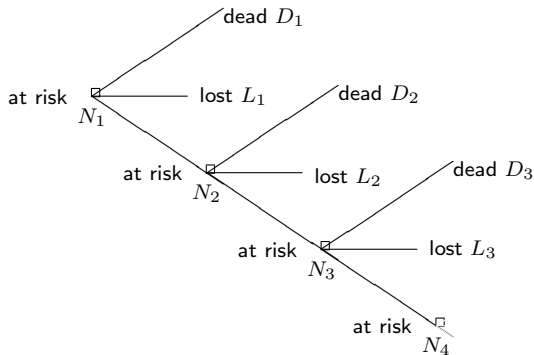 dead D₁
at risk
lost L₁
N₁
dead D₂
at risk
lost L₂
N₂
dead D₃
at risk
lost L₃
N₃
at risk
N₄